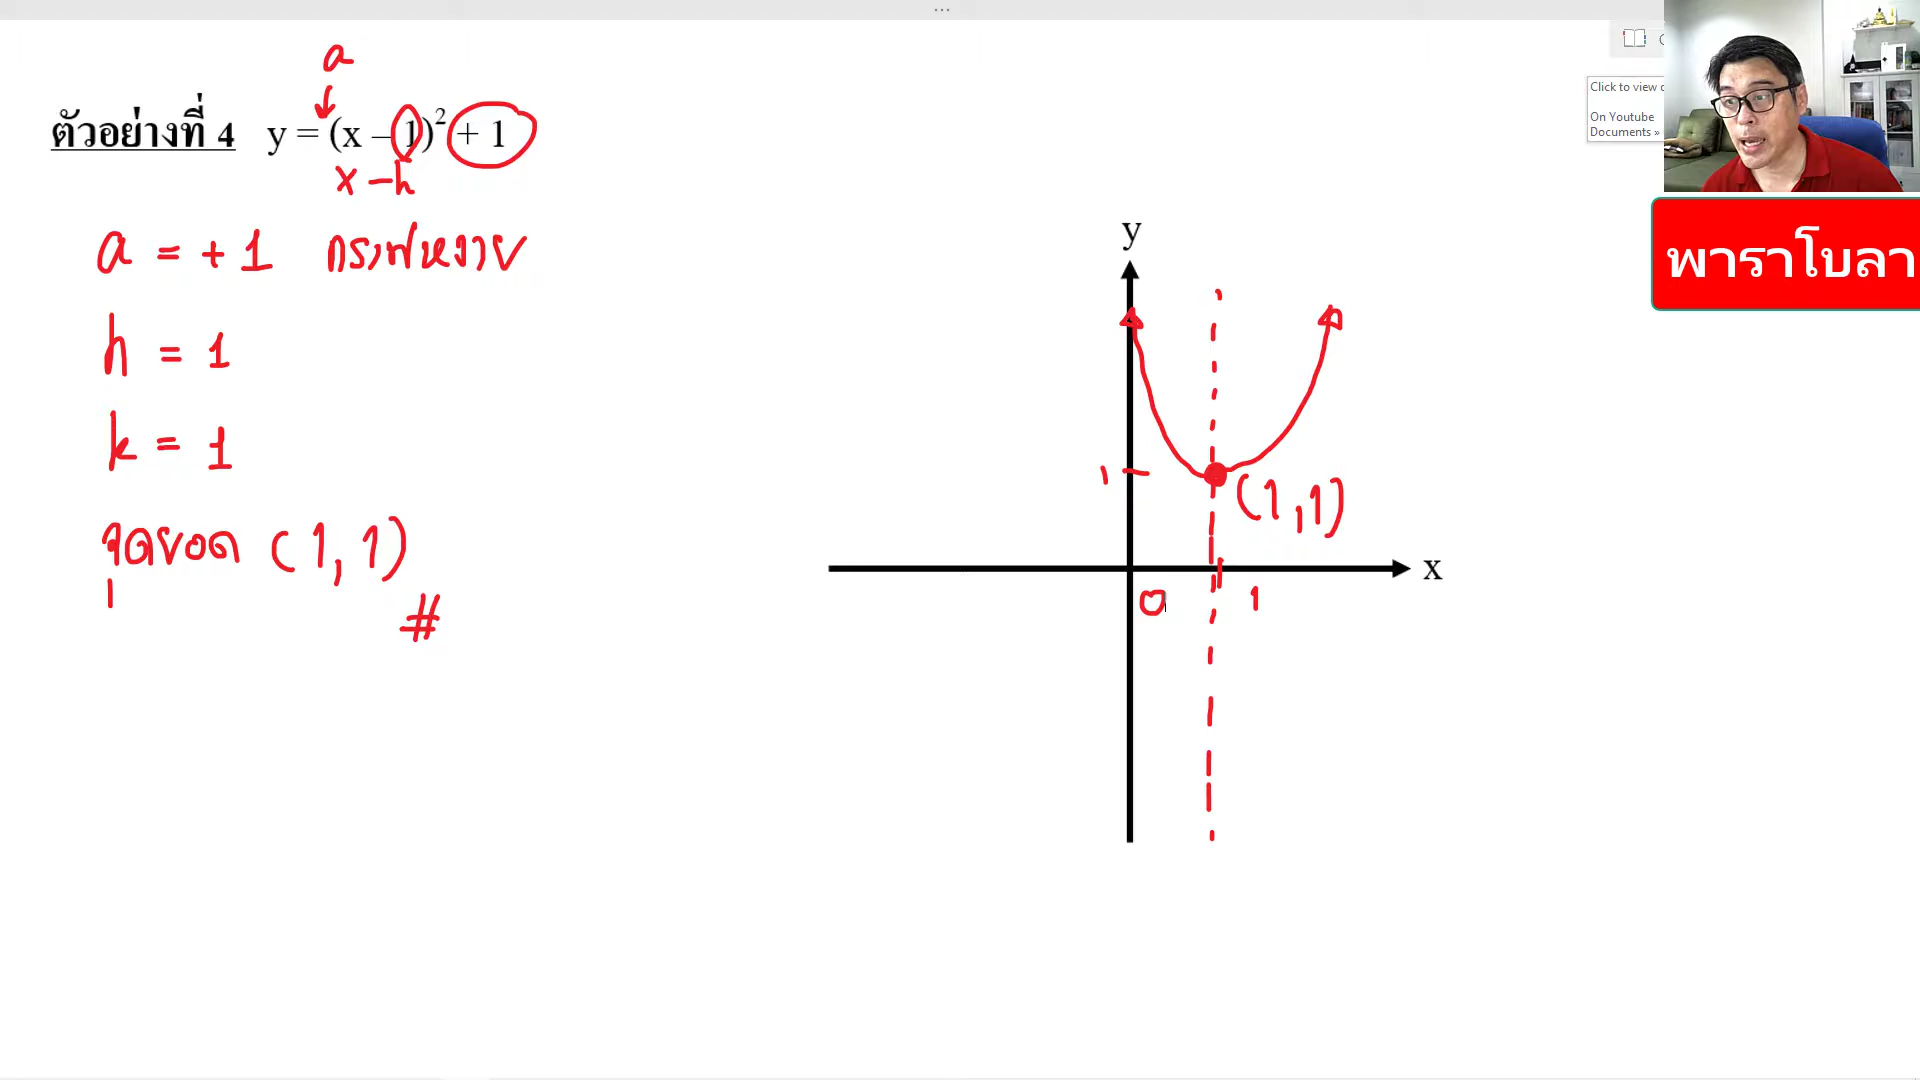 a
ตัวอย่างที่ 4 y = (x – 1)² + 1
x – h
a = + 1 กราฟหงาย
h = 1
k = 1
จุดยอด (1, 1)
#
y
1
(1, 1)
x
0
1
Click to view
On Youtube
Documents »
พาราโบลา